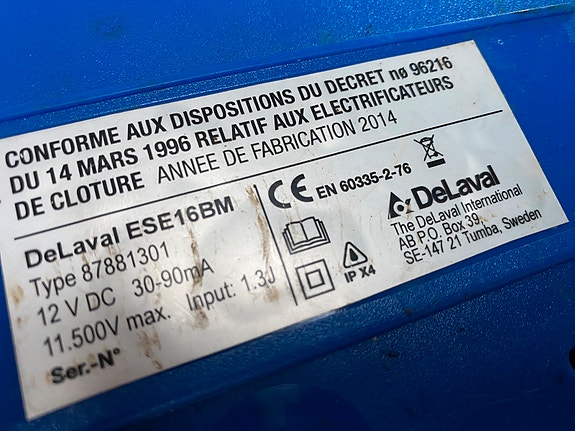 CONFORME AUX DISPOSITIONS DU DECRET nø 96216
DU 14 MARS 1996 RELATIF AUX ELECTRIFICATEURS
DE CLOTURE ANNEE DE FABRICATION 2014
DeLaval ESE16BM
Type 87881301
12 V DC 30-90mA
11.500V max. Input: 1.3J
Ser.-N°
CE EN 60335-2-76
IP X4
DeLaval
The DeLaval International
AB P.O. Box 39,
SE-147 21 Tumba, Sweden